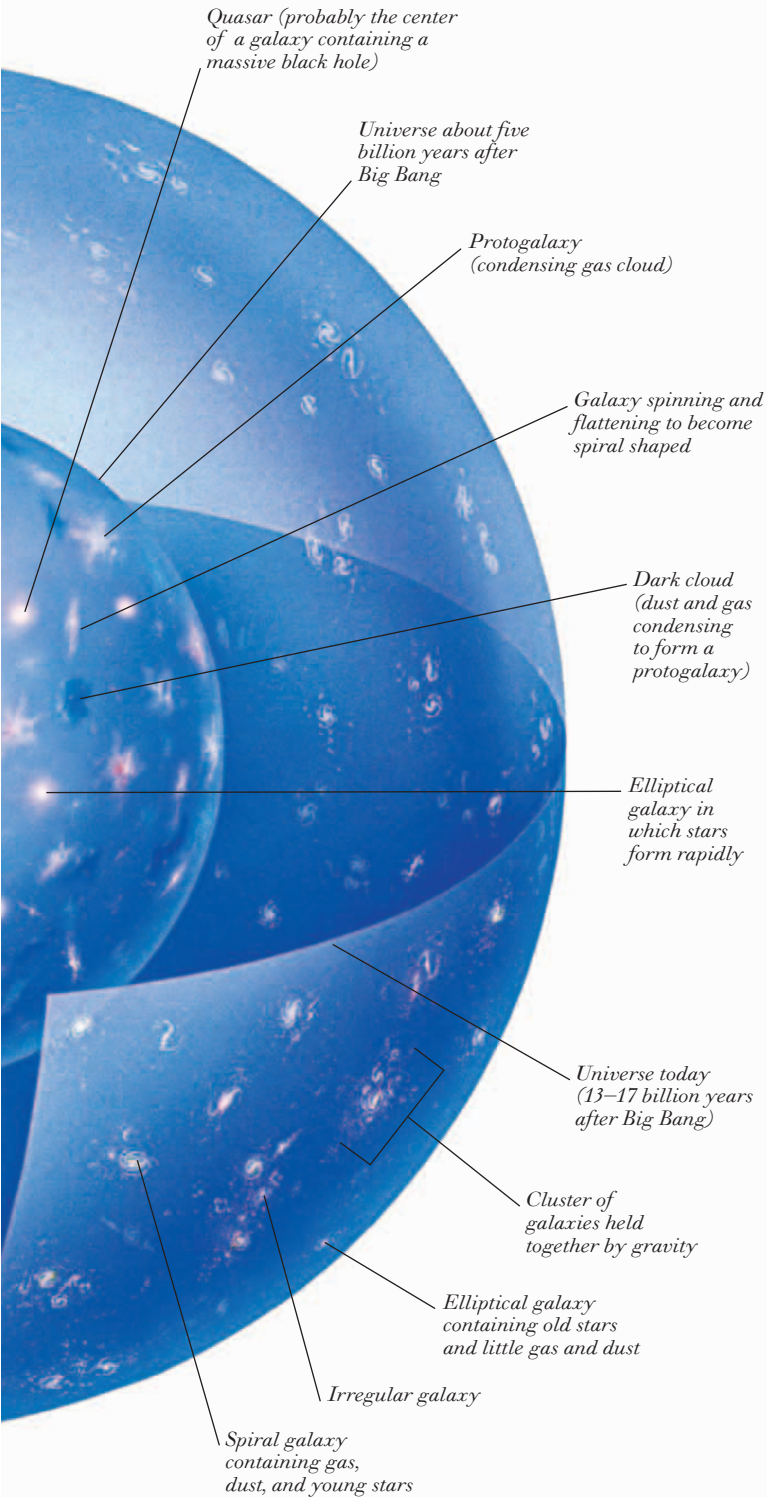 Quasar (probably the center
of a galaxy containing a
massive black hole)
Universe about five
billion years after
Big Bang
Protogalaxy
(condensing gas cloud)
Galaxy spinning and
flattening to become
spiral shaped
Dark cloud
(dust and gas
condensing
to form a
protogalaxy)
Elliptical
galaxy in
which stars
form rapidly
Universe today
(13–17 billion years
after Big Bang)
Cluster of
galaxies held
together by gravity
Elliptical galaxy
containing old stars
and little gas and dust
Irregular galaxy
Spiral galaxy
containing gas,
dust, and young stars